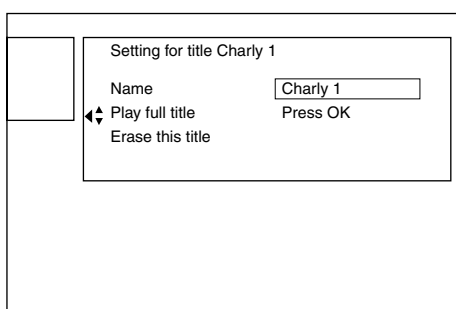 Setting for title Charly 1
Name Charly 1
Play full title Press OK
Erase this title